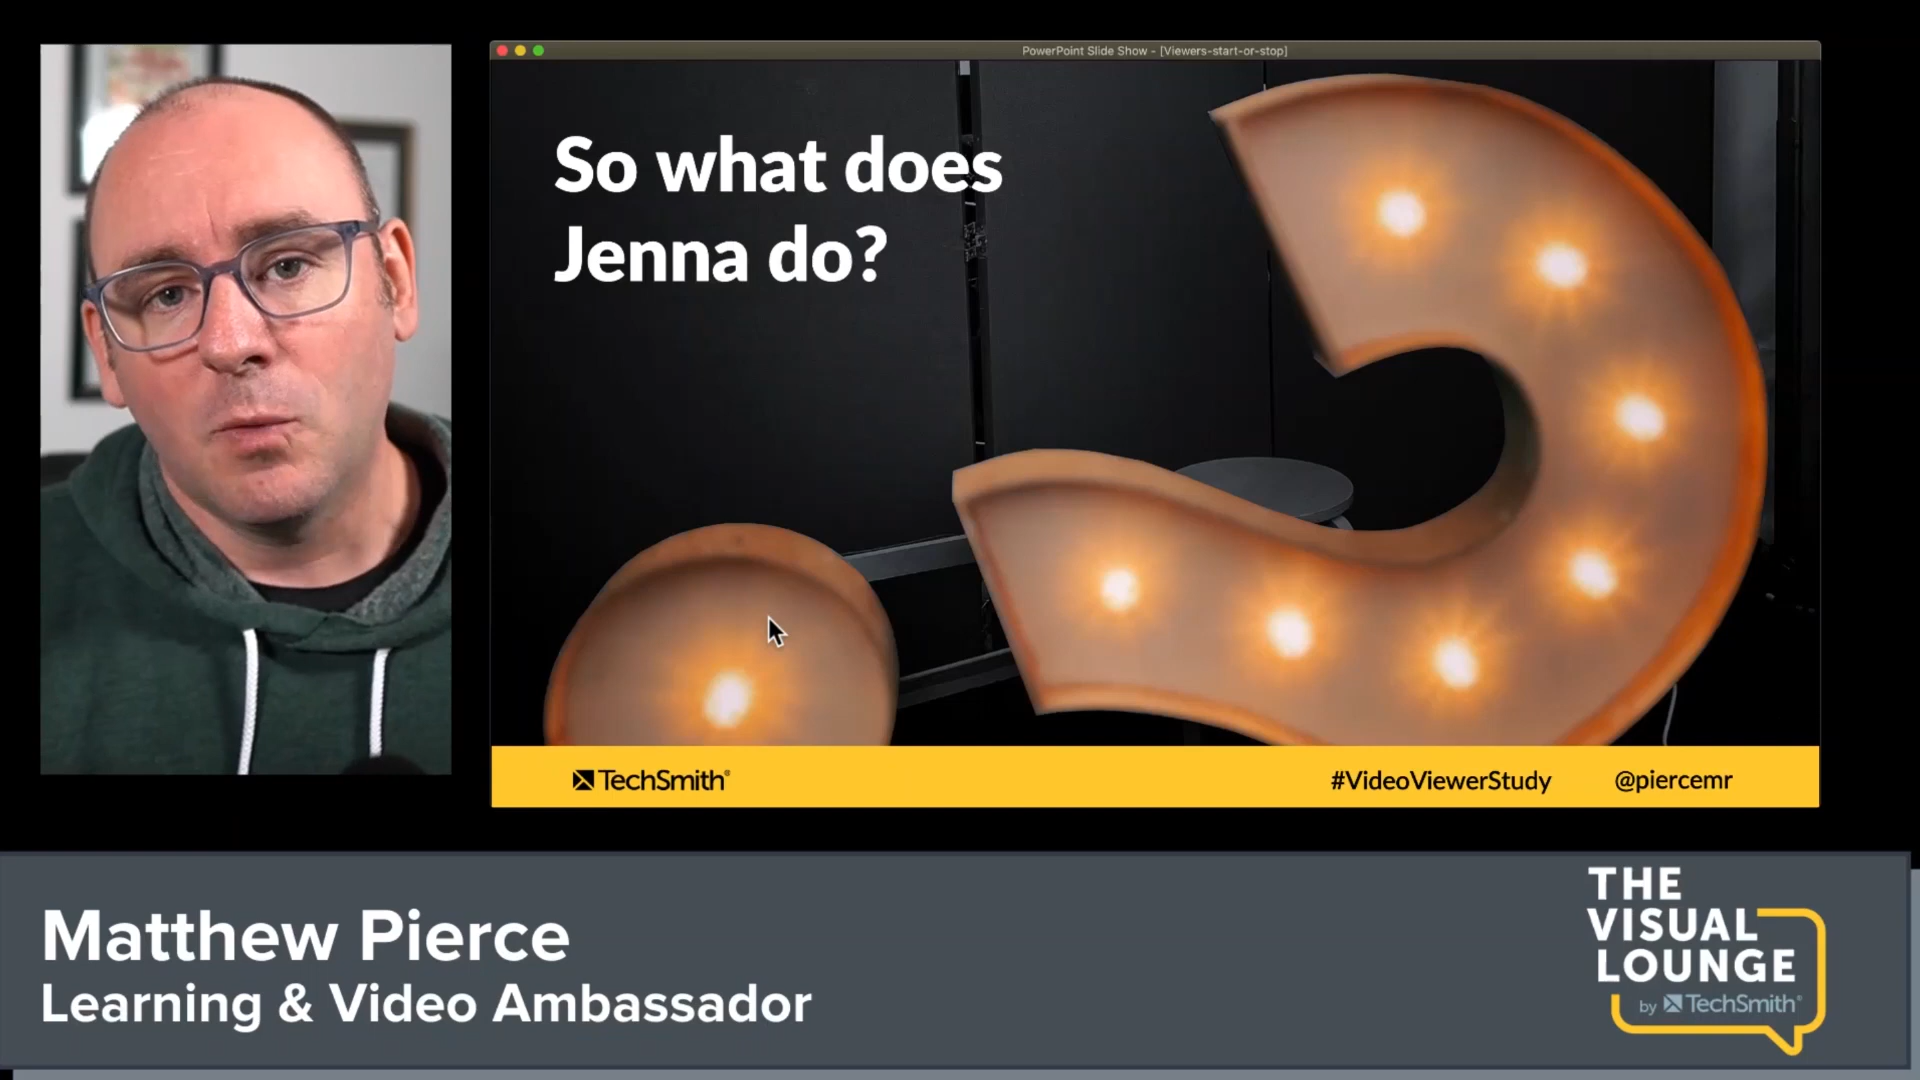 PowerPoint Slide Show - [Viewers-start-or-stop]
So what does
Jenna do?
TechSmith®
#VideoViewerStudy
@piercemr
Matthew Pierce
Learning & Video Ambassador
THE
VISUAL
LOUNGE
by TechSmith®